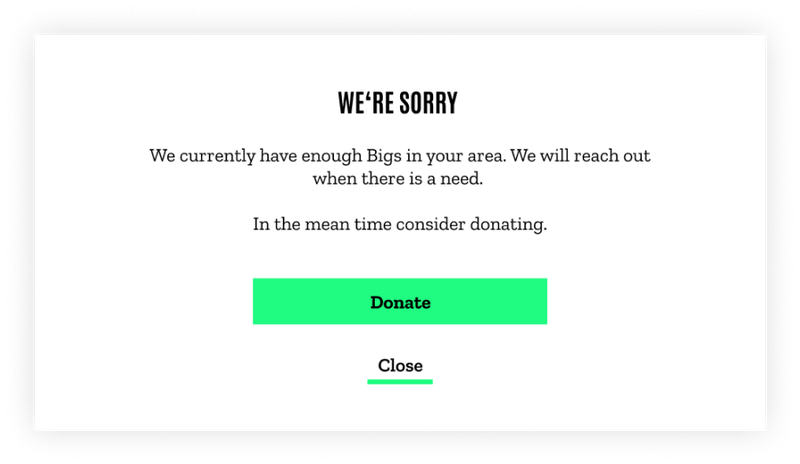 WE‘RE SORRY
We currently have enough Bigs in your area. We will reach out
when there is a need.
In the mean time consider donating.
Donate
Close